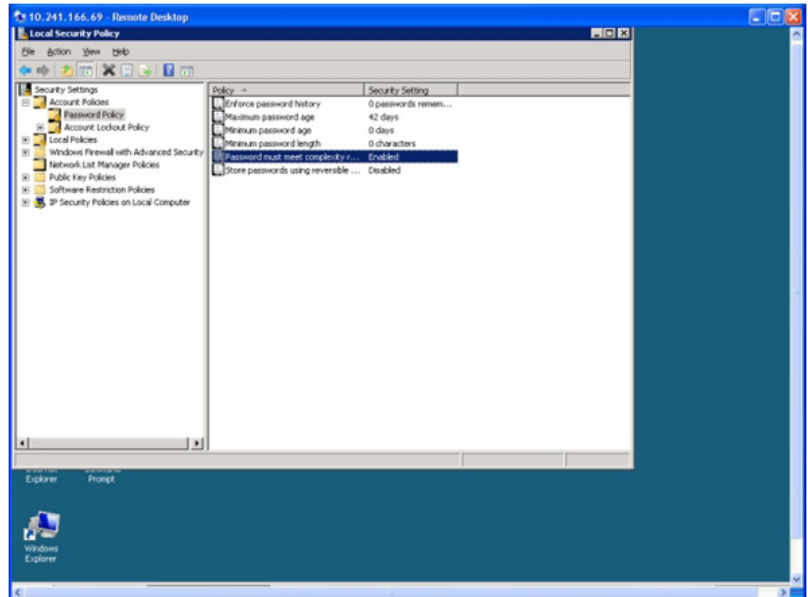 10.241.166.69 - Remote Desktop
Local Security Policy
File Action View Help
Security Settings
Account Policies
Password Policy
Account Lockout Policy
Local Policies
Windows Firewall with Advanced Security
Network List Manager Policies
Public Key Policies
Software Restriction Policies
IP Security Policies on Local Computer
Policy Security Setting
Enforce password history 0 passwords remem...
Maximum password age 42 days
Minimum password age 0 days
Minimum password length 0 characters
Password must meet complexity r... Enabled
Store passwords using reversible ... Disabled
Explorer
Prompt
Windows
Explorer